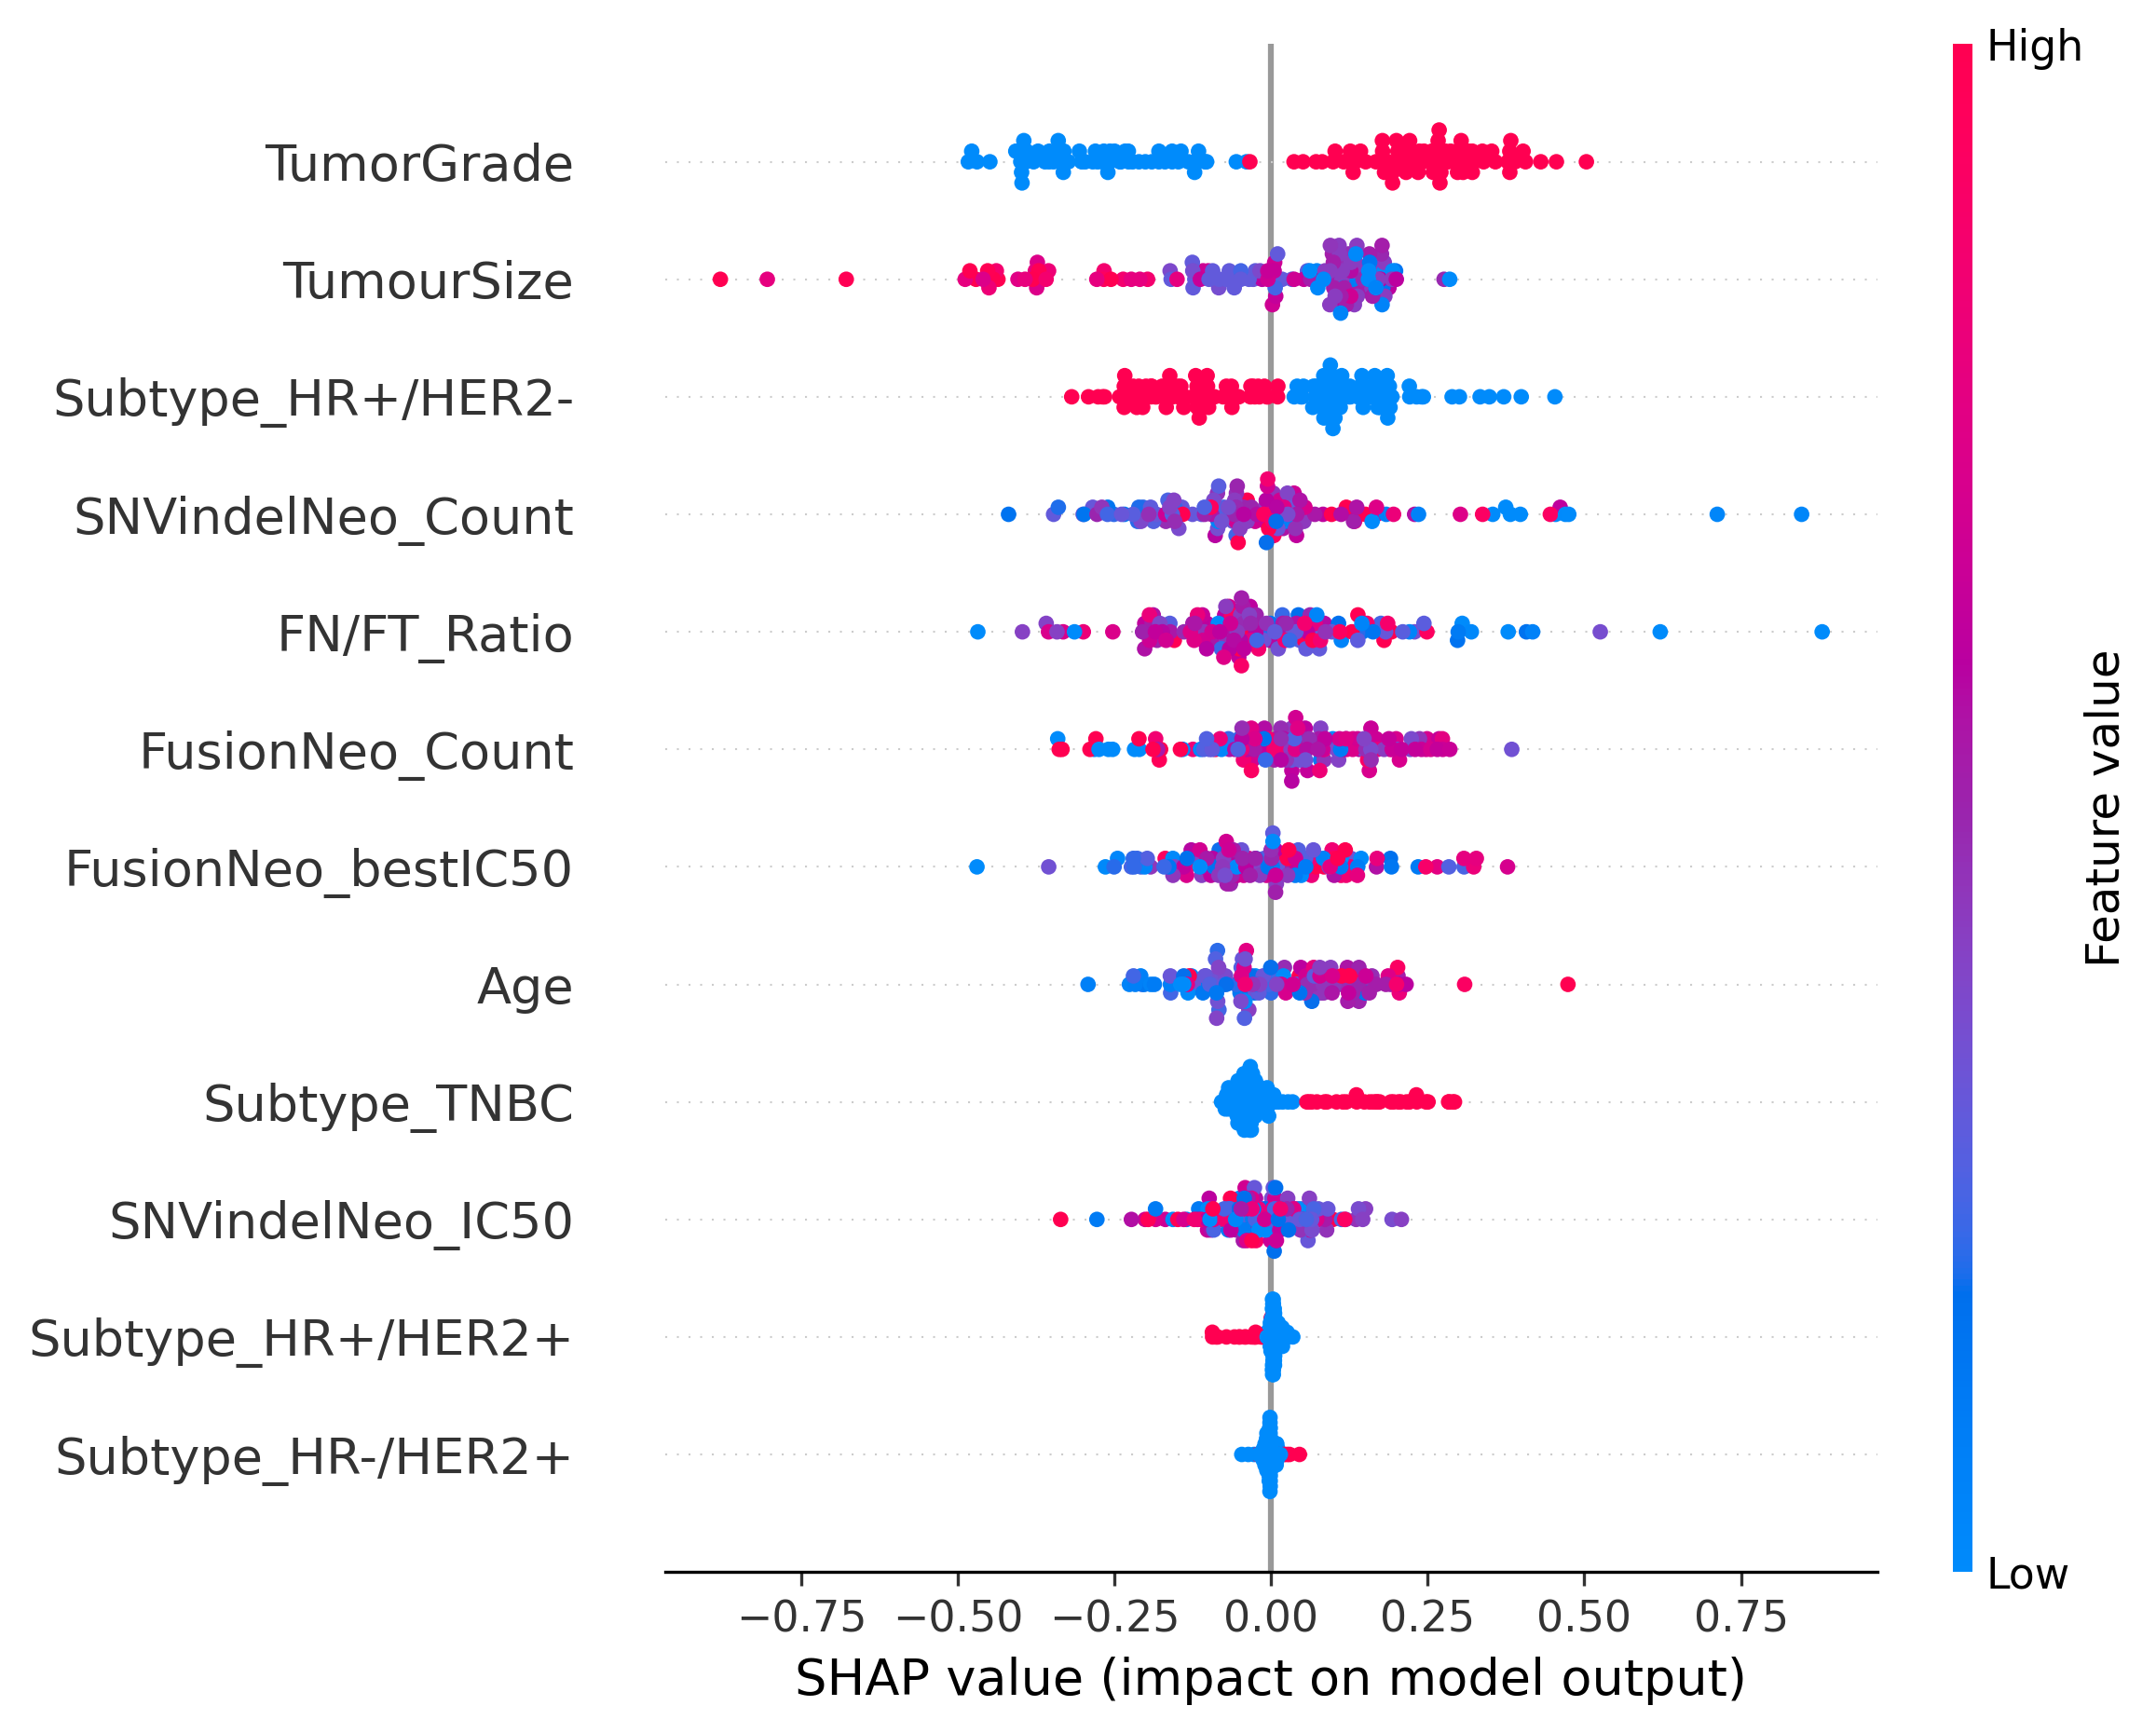 High
TumorGrade
TumourSize
Subtype_HR+/HER2-
SNVindelNeo_Count
FN/FT_Ratio
FusionNeo_Count
FusionNeo_bestIC50
Age
Subtype_TNBC
SNVindelNeo_IC50
Subtype_HR+/HER2+
Subtype_HR-/HER2+
Feature value
Low
−0.75 −0.50 −0.25 0.00 0.25 0.50 0.75
SHAP value (impact on model output)